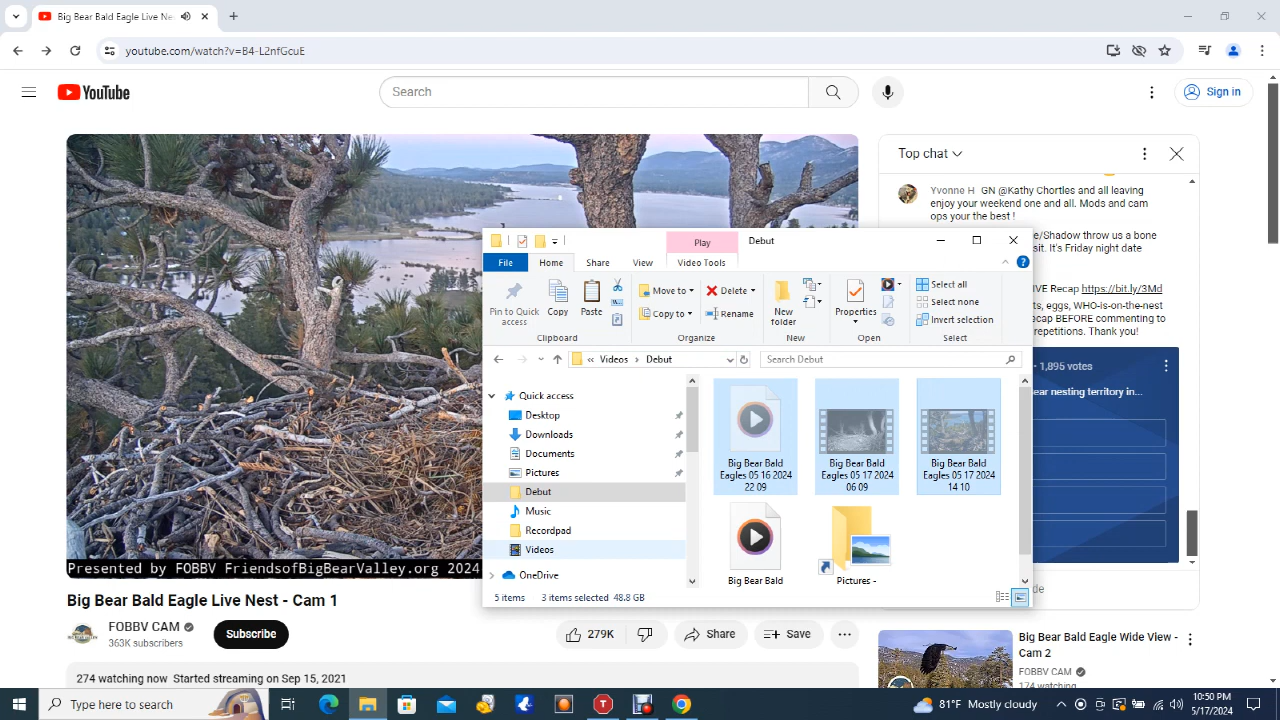 Big Bear Bald Eagle Live Ne
youtube.com/watch?v=B4-L2nfGcuE
YouTube
Search
Sign in
Top chat
Yvonne H GN @Kathy Chortles and all leaving
enjoy your weekend one and all. Mods and cam
ops your the best !
e/Shadow throw us a bone
sit. It's Friday night date
IVE Recap https://bit.ly/3Md
ts, eggs, WHO-is-on-the-nest
cap BEFORE commenting to
repetitions. Thank you!
- 1,895 votes
ear nesting territory in...
Play
Debut
File
Home
Share
View
Video Tools
Pin to Quick
access
Copy
Paste
Clipboard
Move to
Copy to
Delete
Rename
Organize
New
folder
New
Properties
Open
Select all
Select none
Invert selection
Select
« Videos › Debut
Search Debut
Quick access
Desktop
Downloads
Documents
Pictures
Debut
Music
Recordpad
Videos
OneDrive
Big Bear Bald
Eagles 05 16 2024
22 09
Big Bear Bald
Eagles 05 17 2024
06 09
Big Bear Bald
Eagles 05 17 2024
14 10
Big Bear Bald
Pictures -
5 items
3 items selected 48.8 GB
Presented by FOBBV FriendsofBigBearValley.org 2024
Big Bear Bald Eagle Live Nest - Cam 1
FOBBV CAM
363K subscribers
Subscribe
279K
Share
Save
274 watching now Started streaming on Sep 15, 2021
Big Bear Bald Eagle Wide View -
Cam 2
FOBBV CAM
174 watching
Type here to search
81°F Mostly cloudy
10:50 PM
5/17/2024